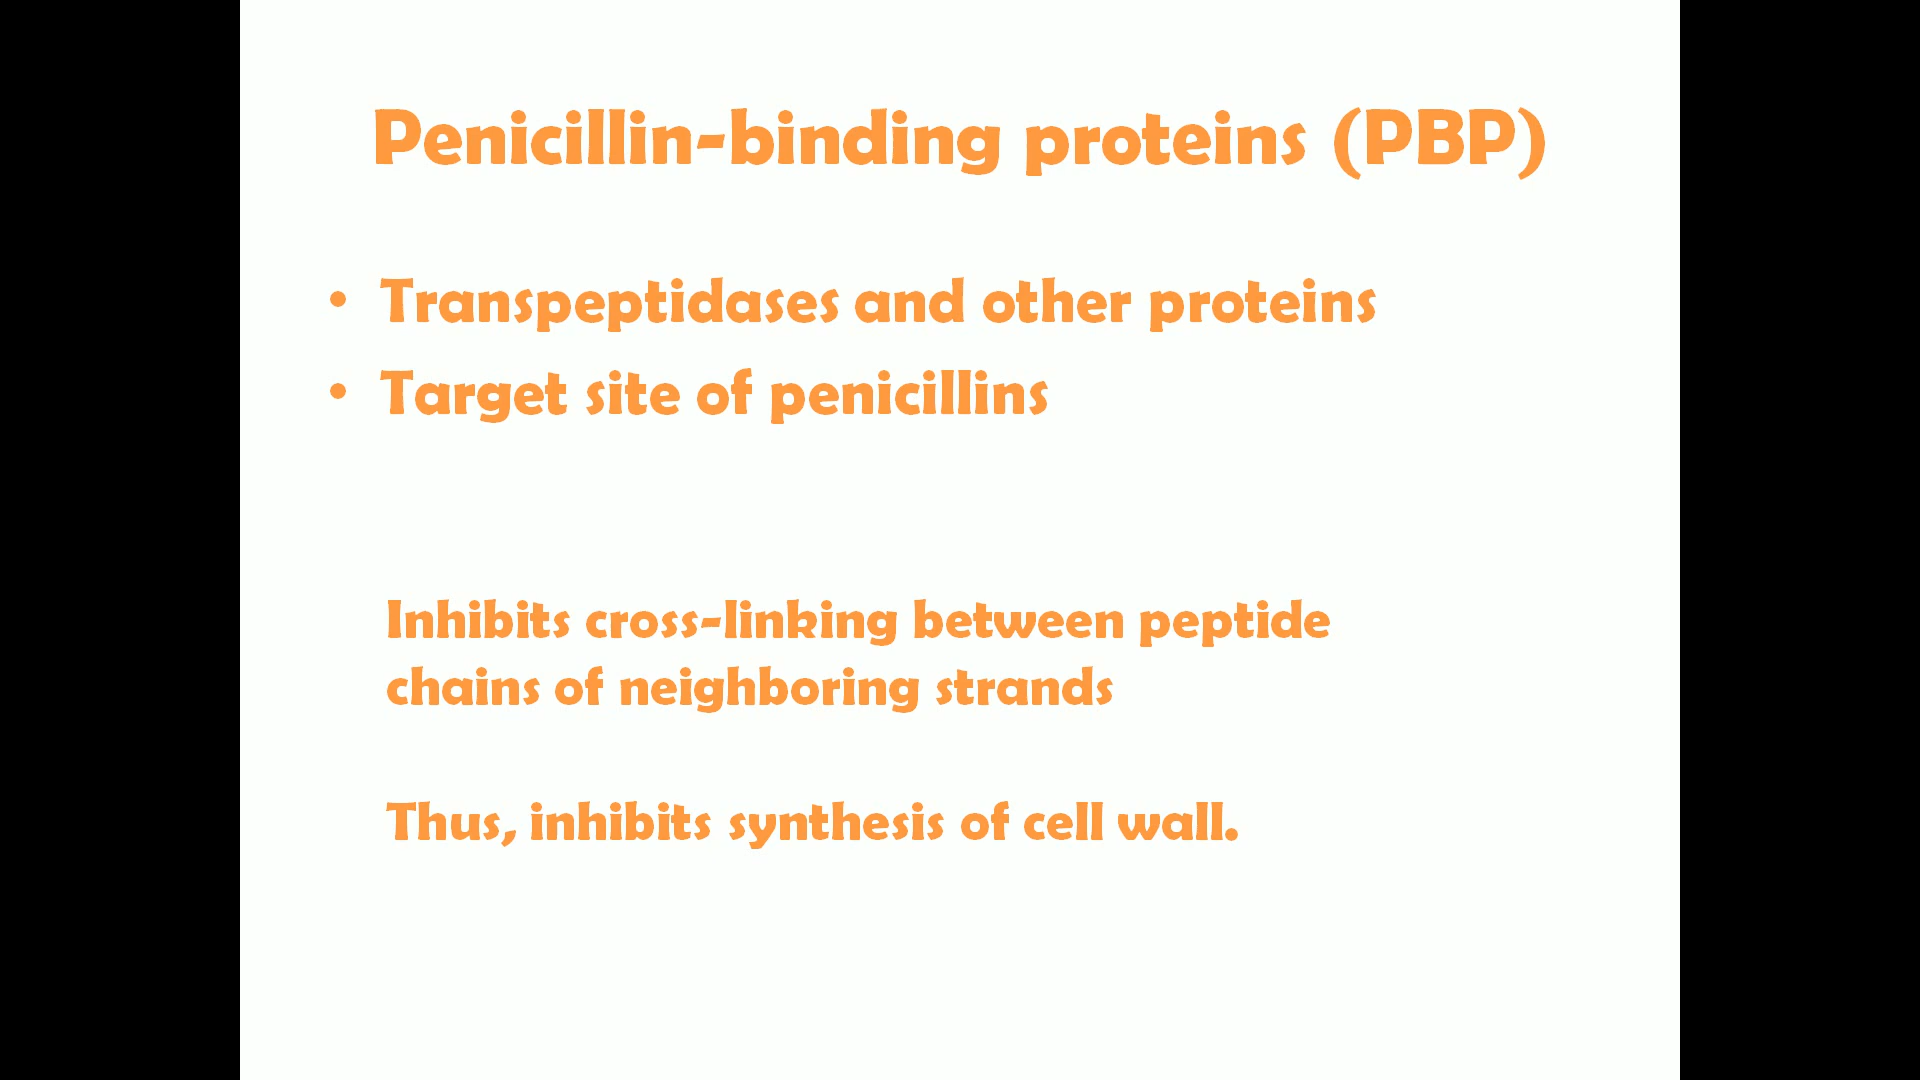 Penicillin-binding proteins (PBP)
• Transpeptidases and other proteins
• Target site of penicillins
Inhibits cross-linking between peptide
chains of neighboring strands
Thus, inhibits synthesis of cell wall.